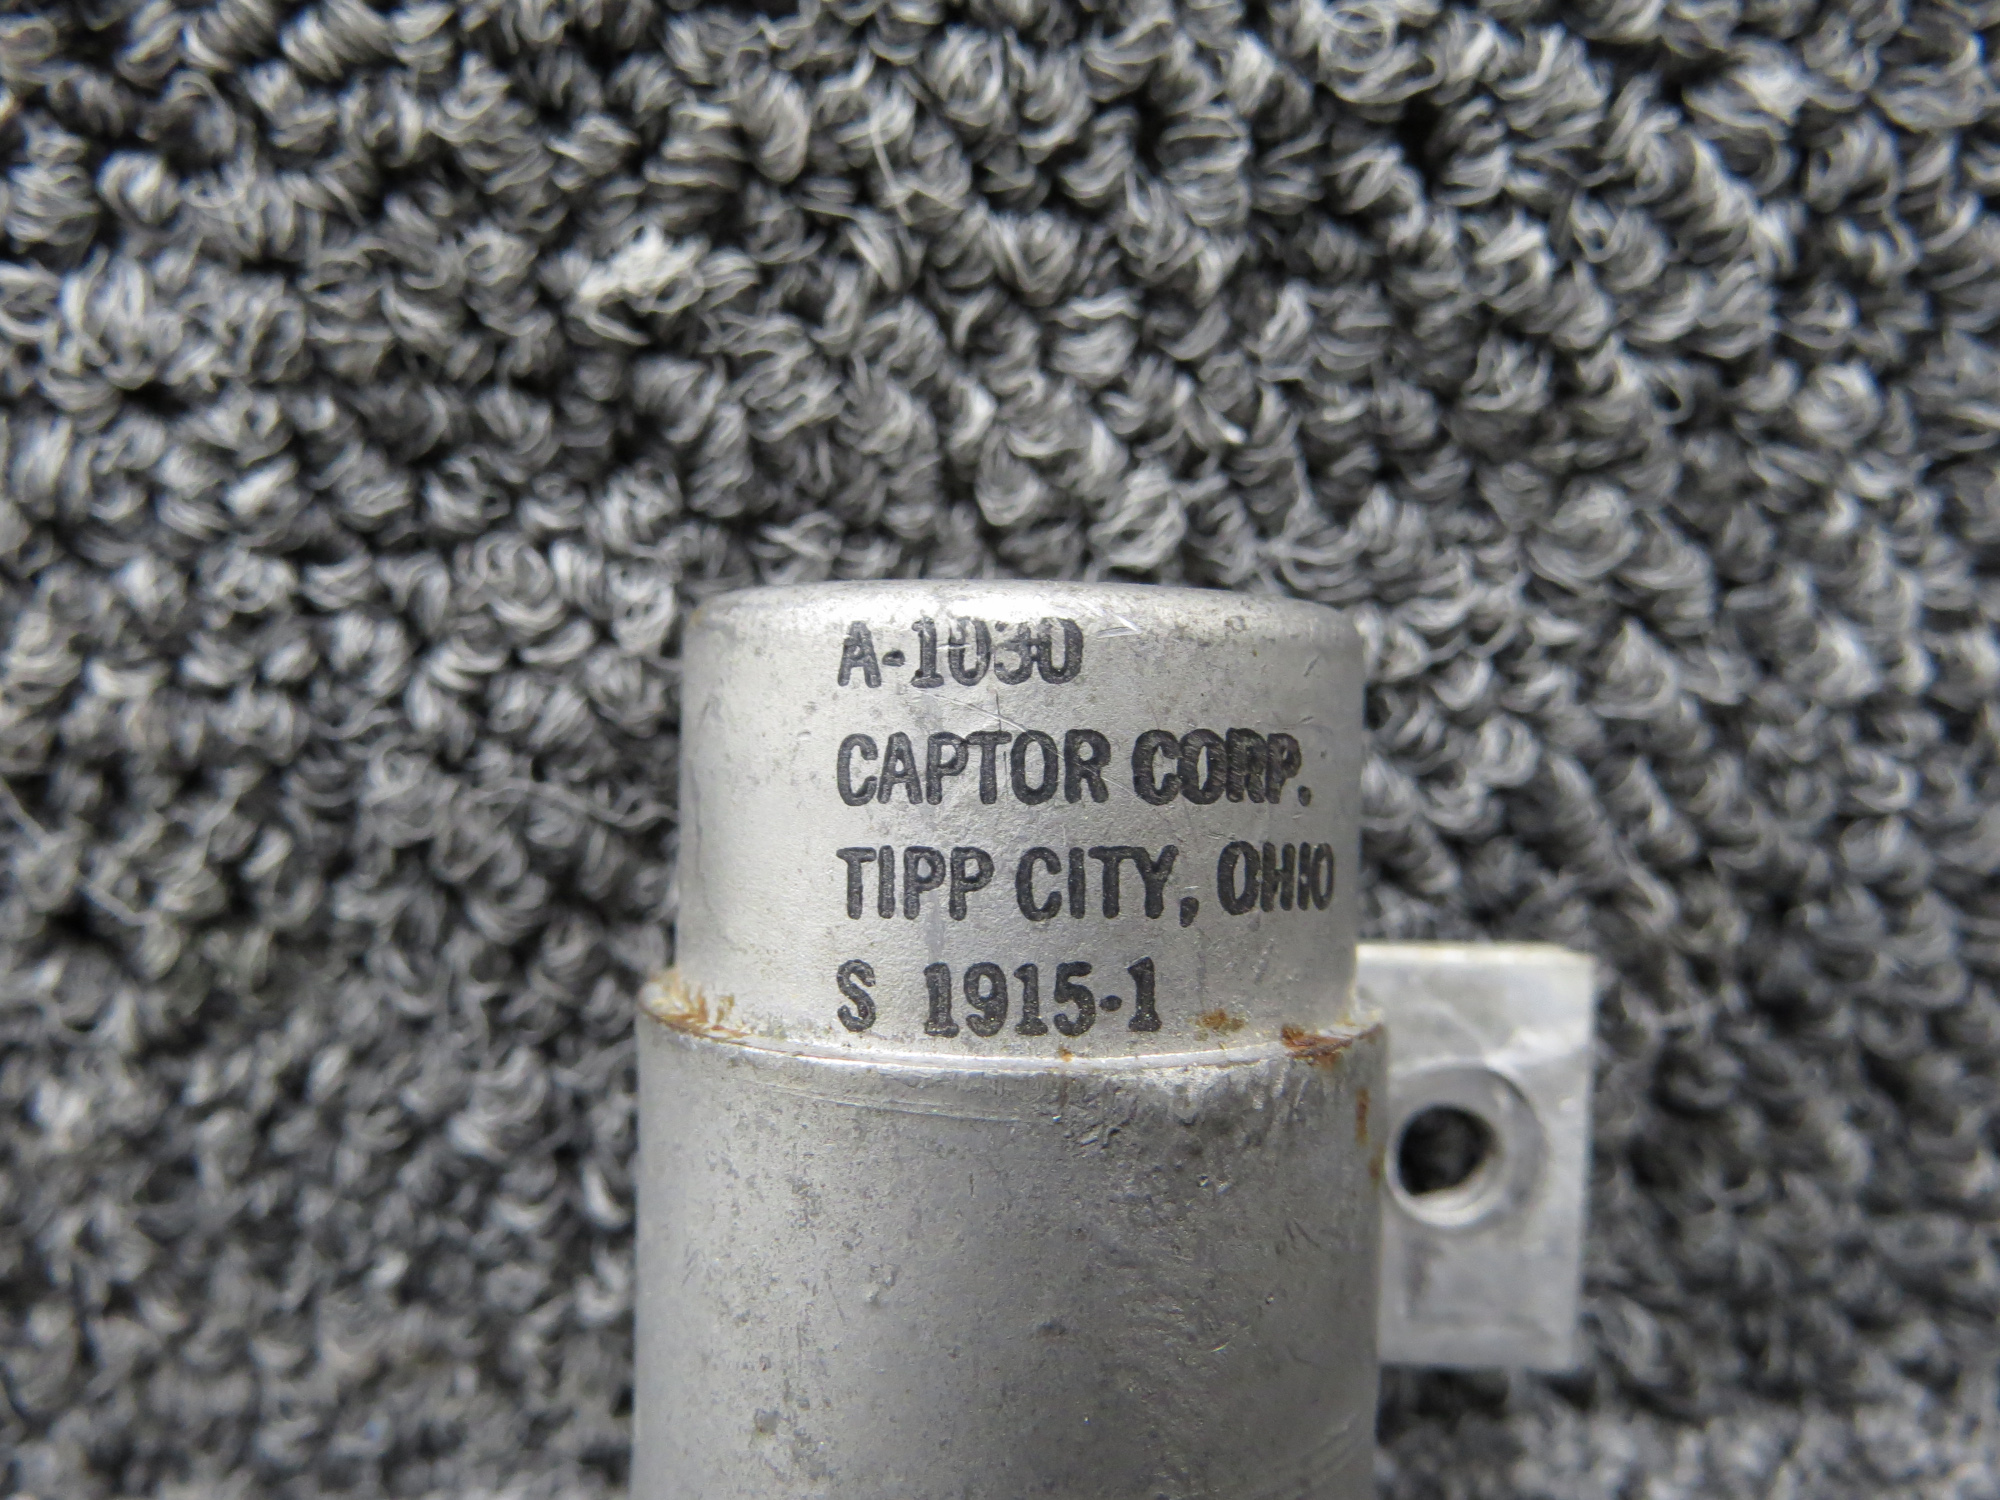 A-1030
CAPTOR CORP.
TIPP CITY, OHIO
S 1915-1